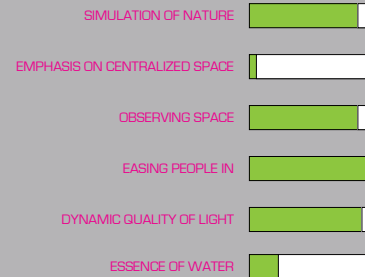 SIMULATION OF NATURE
EMPHASIS ON CENTRALIZED SPACE
OBSERVING SPACE
EASING PEOPLE IN
DYNAMIC QUALITY OF LIGHT
ESSENCE OF WATER